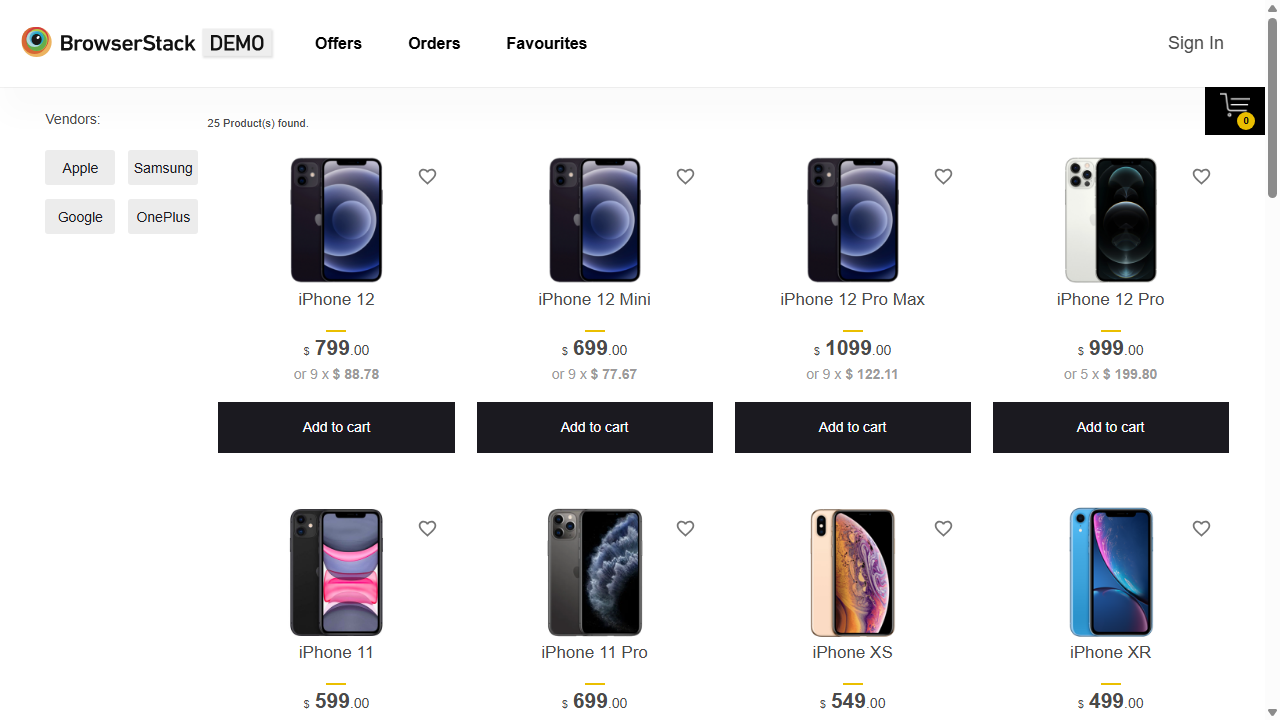 BrowserStack DEMO Offers Orders Favourites Sign In
0
Vendors:
25 Product(s) found.
Apple Samsung
Google OnePlus
iPhone 12 iPhone 12 Mini iPhone 12 Pro Max iPhone 12 Pro
$ 799.00 $ 699.00 $ 1099.00 $ 999.00
or 9 x $ 88.78 or 9 x $ 77.67 or 9 x $ 122.11 or 5 x $ 199.80
Add to cart Add to cart Add to cart Add to cart
iPhone 11 iPhone 11 Pro iPhone XS iPhone XR
$ 599.00 $ 699.00 $ 549.00 $ 499.00